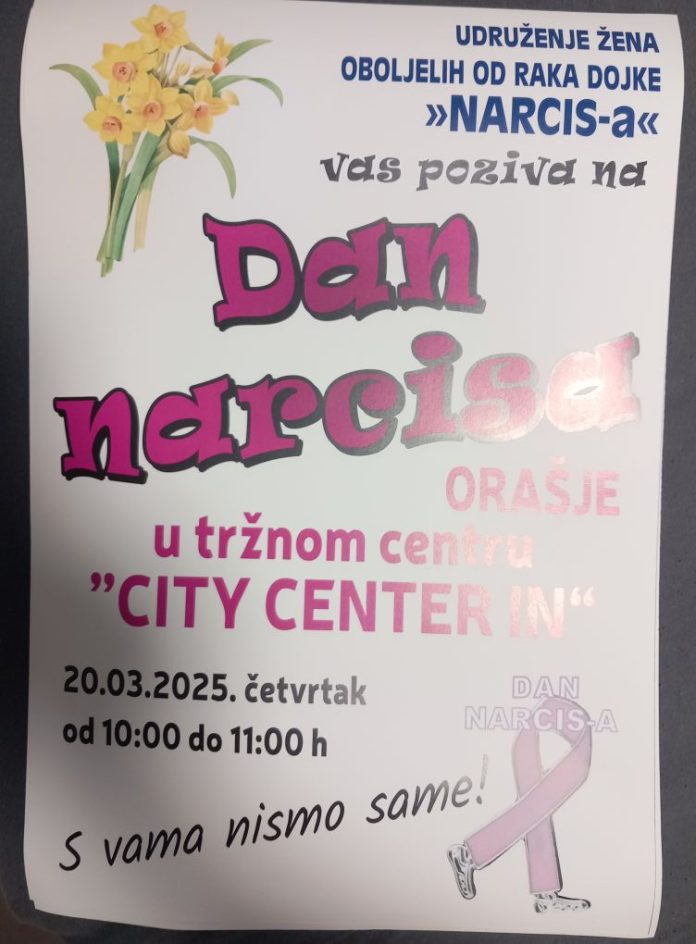 UDRUŽENJE ŽENA
OBOLJELIH OD RAKA DOJKE
»NARCIS-a«
vas poziva na
Dan
narcisa
ORAŠJE
u tržnom centru
”CITY CENTER IN“
20.03.2025. četvrtak
od 10:00 do 11:00 h
DAN
NARCIS-A
S vama nismo same!